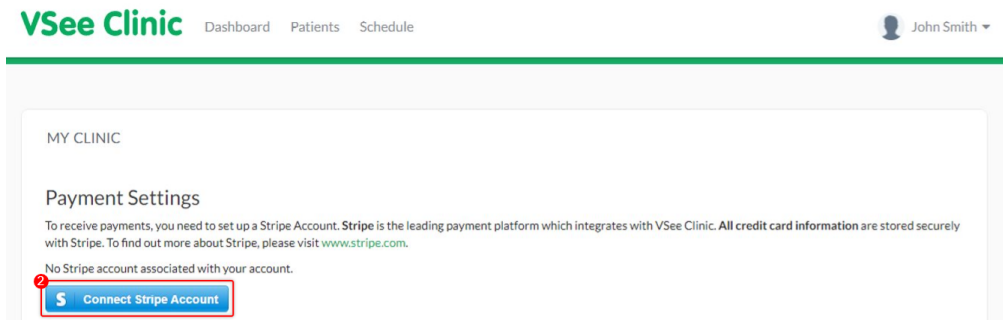 VSee Clinic Dashboard Patients Schedule John Smith
MY CLINIC
Payment Settings
To receive payments, you need to set up a Stripe Account. Stripe is the leading payment platform which integrates with VSee Clinic. All credit card information are stored securely
with Stripe. To find out more about Stripe, please visit www.stripe.com.
No Stripe account associated with your account.
2
S Connect Stripe Account